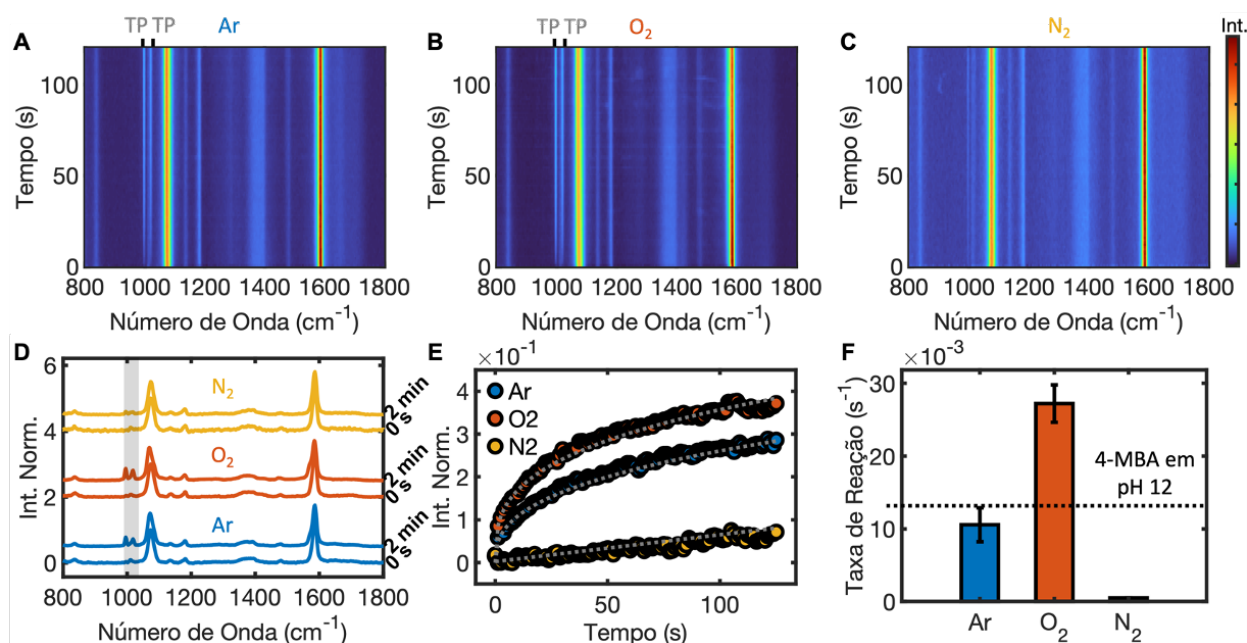 A TP TP Ar
B TP TP O₂
C N₂ Int.
Tempo (s)
100
50
0
800 1000 1200 1400 1600 1800
Número de Onda (cm⁻¹)
Tempo (s)
100
50
0
800 1000 1200 1400 1600 1800
Número de Onda (cm⁻¹)
Tempo (s)
100
50
0
800 1000 1200 1400 1600 1800
Número de Onda (cm⁻¹)
D
Int. Norm.
6
4
2
0
N₂
2 min
0 s
O₂
2 min
0 s
Ar
2 min
0 s
800 1000 1200 1400 1600 1800
Número de Onda (cm⁻¹)
E ×10⁻¹
Int. Norm.
4
3
2
1
0
Ar
O2
N2
0 50 100
Tempo (s)
F ×10⁻³
Taxa de Reação (s⁻¹)
30
20
10
0
4-MBA em
pH 12
Ar O₂ N₂